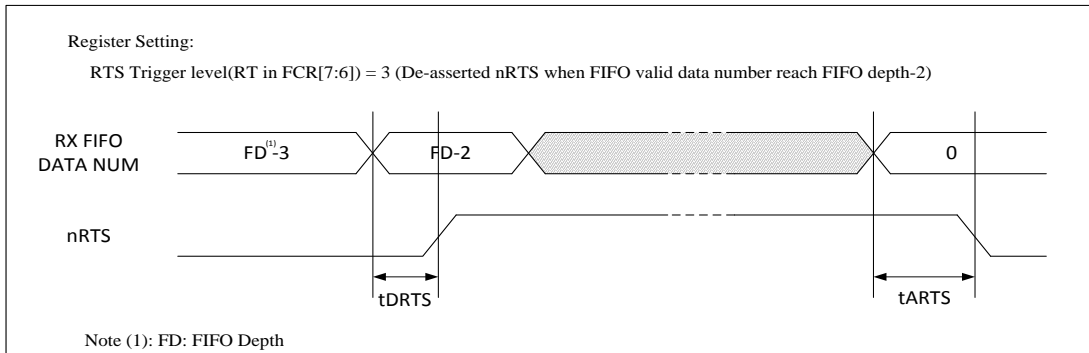 Register Setting:
RTS Trigger level(RT in FCR[7:6]) = 3 (De-asserted nRTS when FIFO valid data number reach FIFO depth-2)
RX FIFO
DATA NUM
FD(1)-3
FD-2
0
nRTS
tDRTS
tARTS
Note (1): FD: FIFO Depth